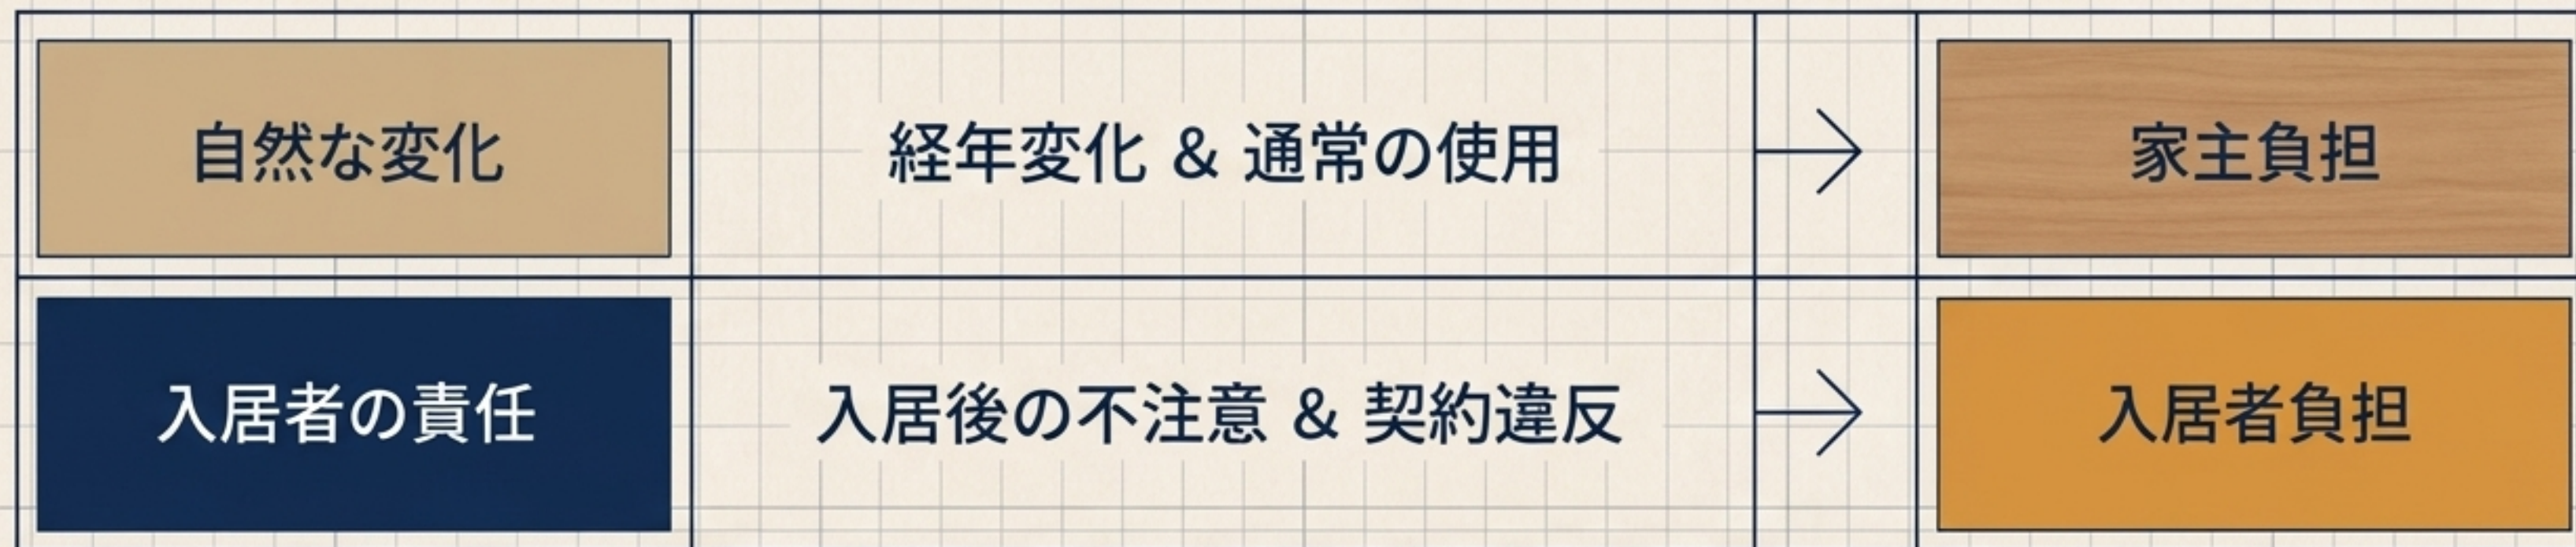 自然な変化
経年変化 & 通常の使用
家主負担
入居者の責任
入居後の不注意 & 契約違反
入居者負担